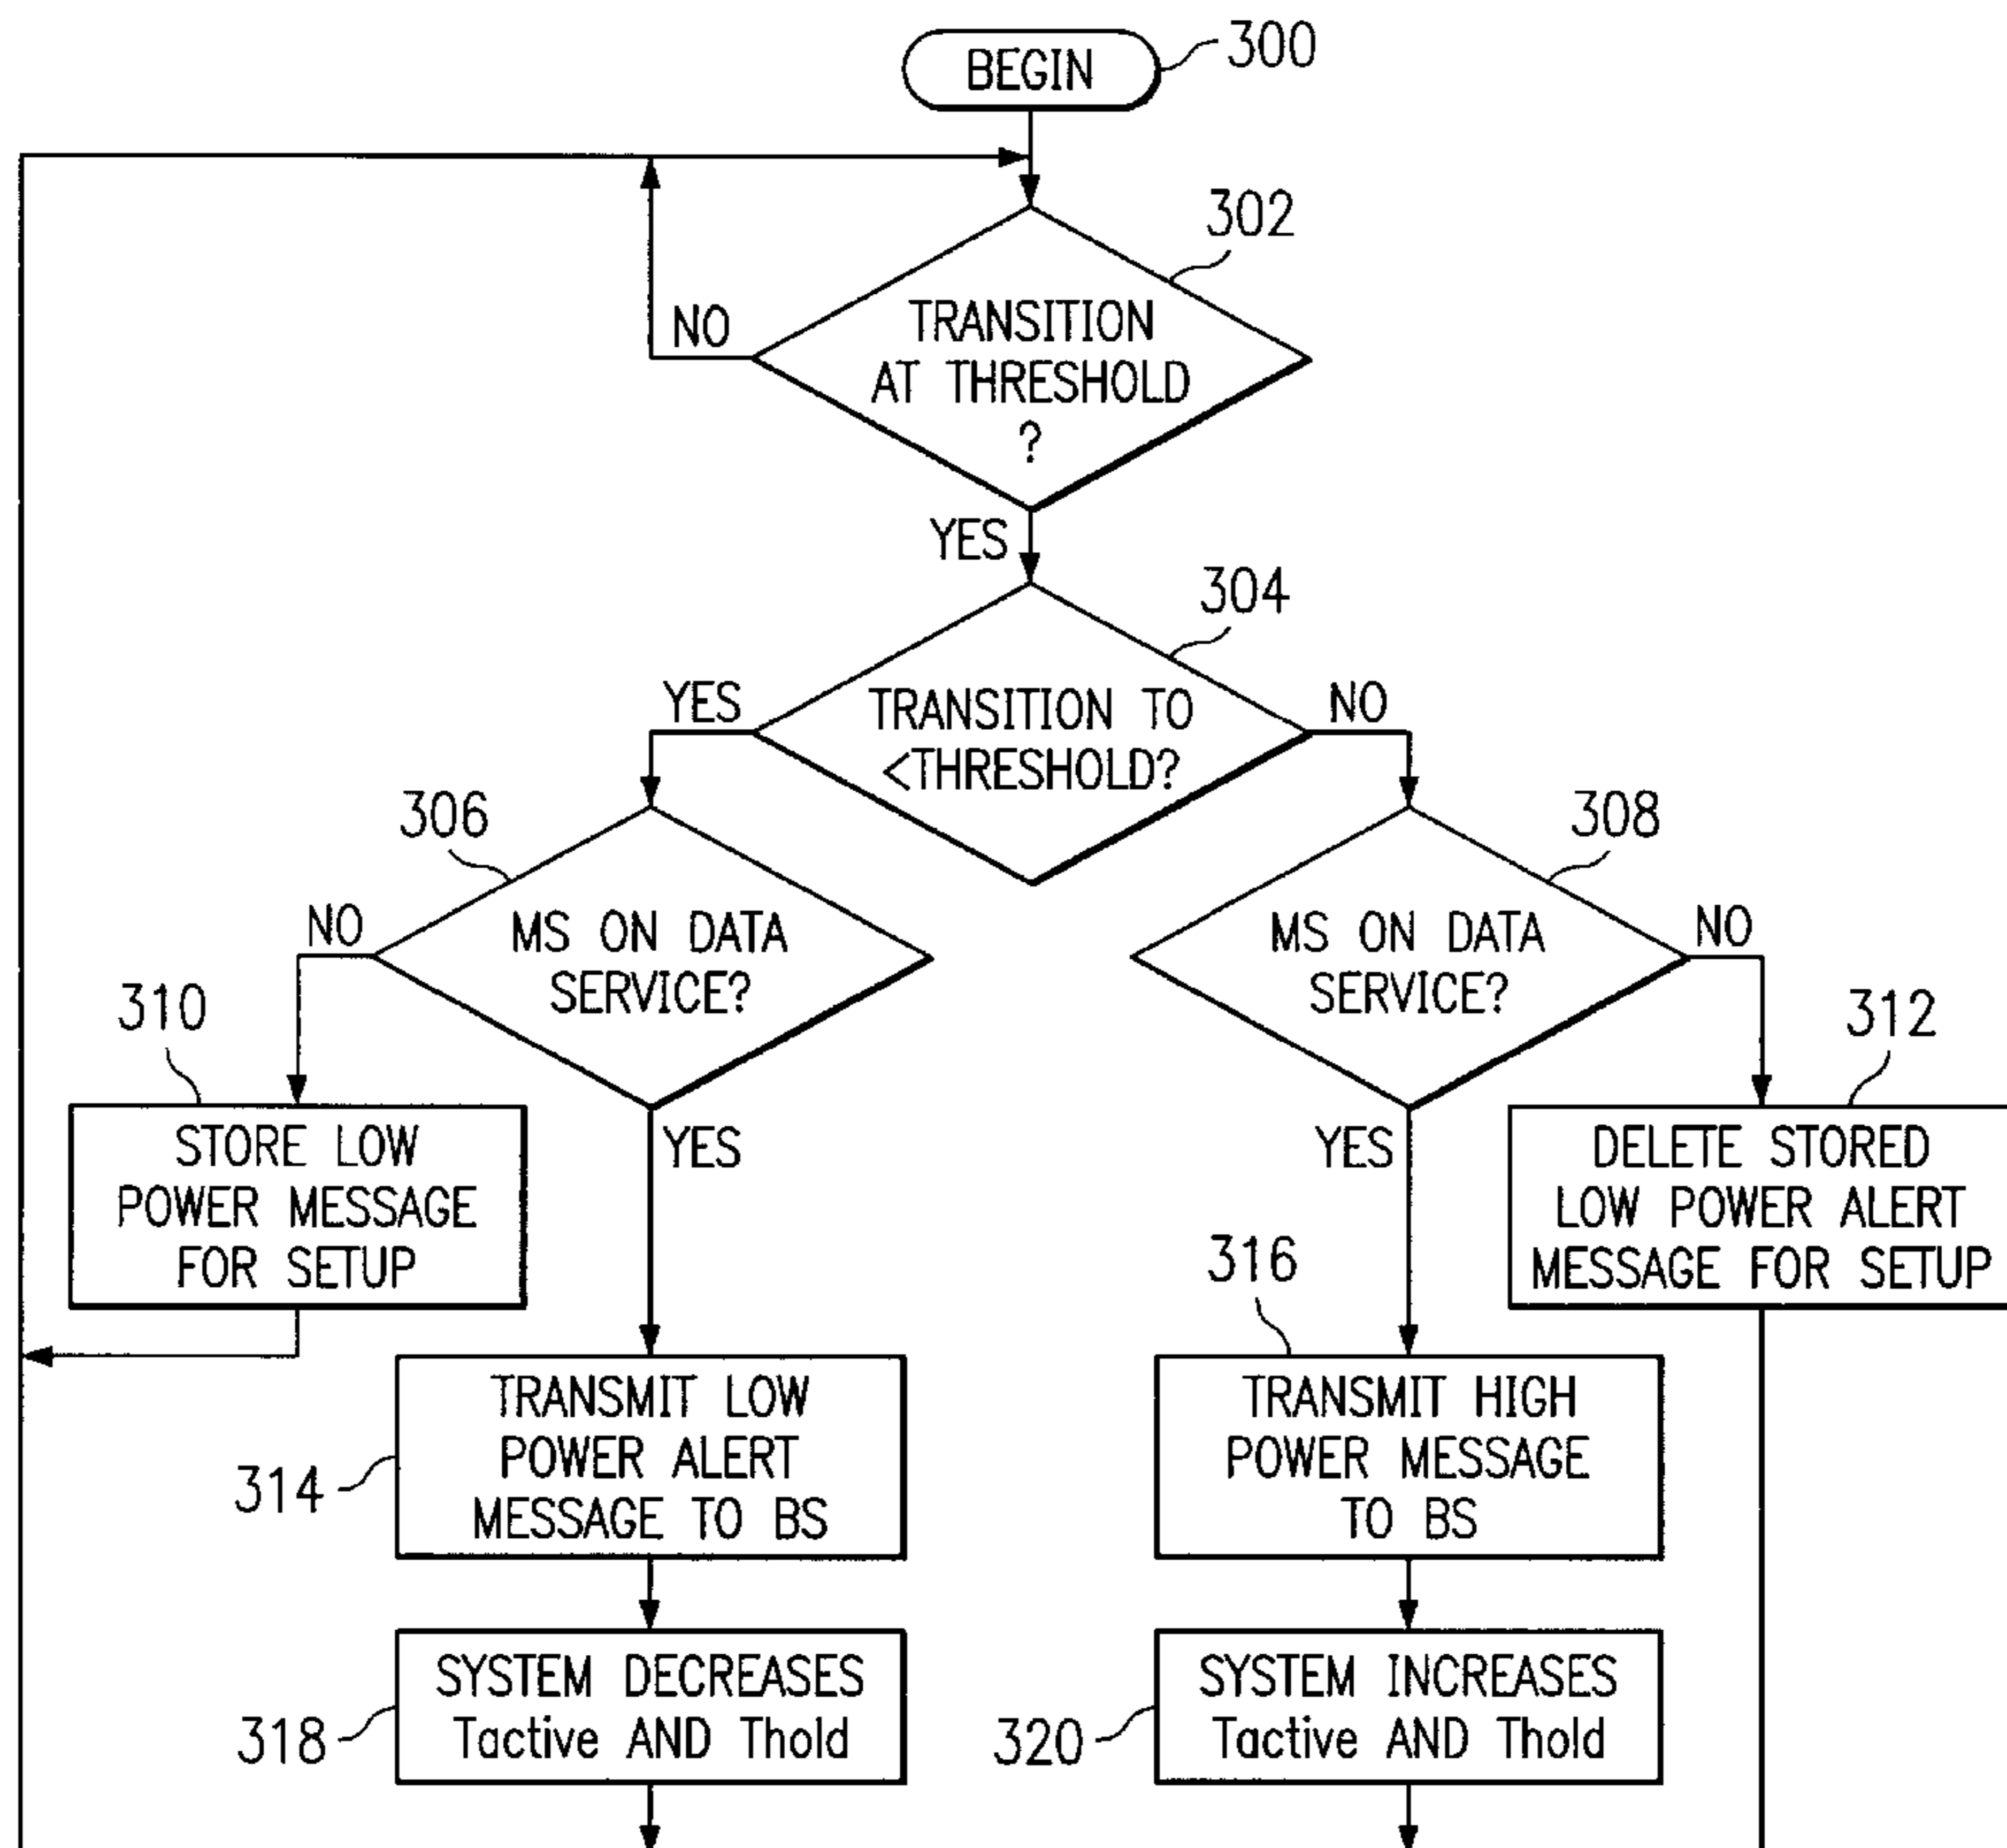 BEGIN
300
302
TRANSITION
AT THRESHOLD
?
NO
YES
304
TRANSITION TO
<THRESHOLD?
YES
NO
306
MS ON DATA
SERVICE?
NO
YES
308
MS ON DATA
SERVICE?
NO
YES
310
STORE LOW
POWER MESSAGE
FOR SETUP
312
DELETE STORED
LOW POWER ALERT
MESSAGE FOR SETUP
314
TRANSMIT LOW
POWER ALERT
MESSAGE TO BS
316
TRANSMIT HIGH
POWER MESSAGE
TO BS
318
SYSTEM DECREASES
Tactive AND Thold
320
SYSTEM INCREASES
Tactive AND Thold